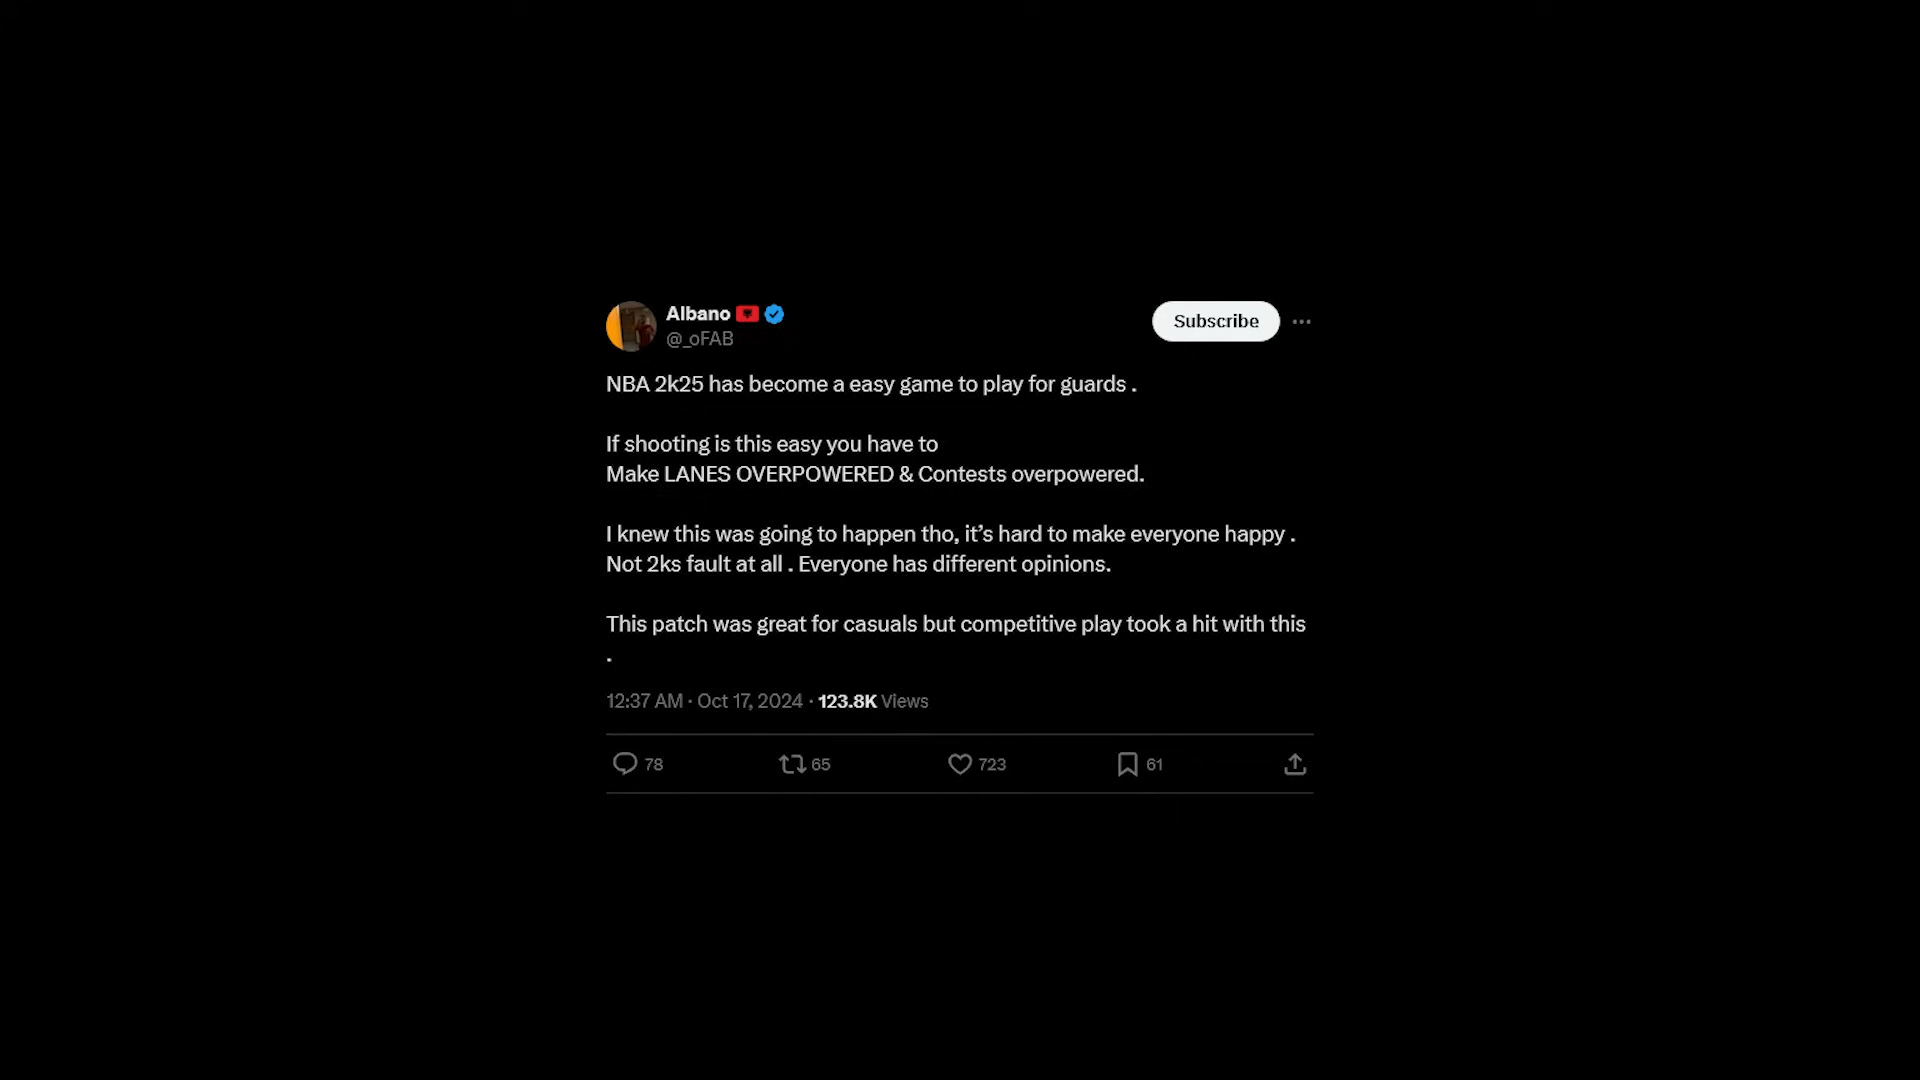 Albano
@_oFAB
Subscribe
NBA 2k25 has become a easy game to play for guards .
If shooting is this easy you have to
Make LANES OVERPOWERED & Contests overpowered.
I knew this was going to happen tho, it’s hard to make everyone happy .
Not 2ks fault at all . Everyone has different opinions.
This patch was great for casuals but competitive play took a hit with this
.
12:37 AM · Oct 17, 2024 · 123.8K Views
78 65 723 61